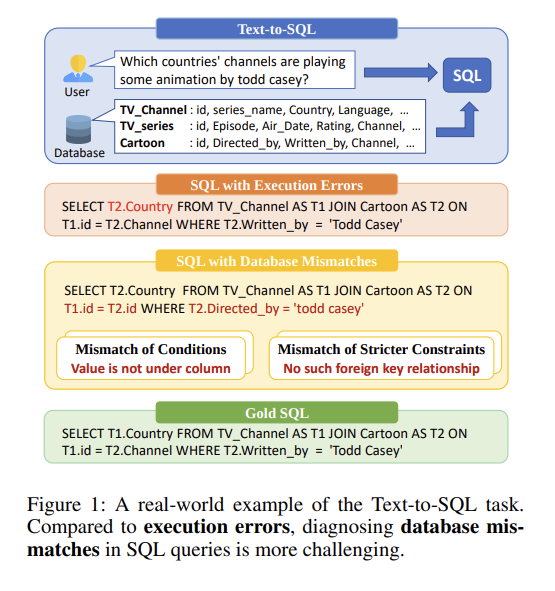 Text-to-SQL
Which countries' channels are playing
some animation by todd casey?
User
SQL
TV_Channel : id, series_name, Country, Language, ...
TV_series : id, Episode, Air_Date, Rating, Channel, ...
Cartoon : id, Directed_by, Written_by, Channel, ...
Database
SQL with Execution Errors
SELECT T2.Country FROM TV_Channel AS T1 JOIN Cartoon AS T2 ON
T1.id = T2.Channel WHERE T2.Written_by = 'Todd Casey'
SQL with Database Mismatches
SELECT T2.Country FROM TV_Channel AS T1 JOIN Cartoon AS T2 ON
T1.id = T2.id WHERE T2.Directed_by = 'todd casey'
Mismatch of Conditions
Value is not under column
Mismatch of Stricter Constraints
No such foreign key relationship
Gold SQL
SELECT T1.Country FROM TV_Channel AS T1 JOIN Cartoon AS T2 ON
T1.id = T2.Channel WHERE T2.Written_by = 'Todd Casey'
Figure 1: A real-world example of the Text-to-SQL task.
Compared to execution errors, diagnosing database mis-
matches in SQL queries is more challenging.